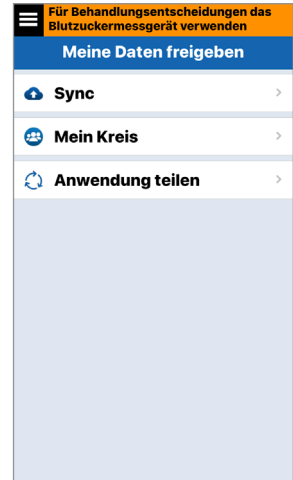 Für Behandlungsentscheidungen das
Blutzuckermessgerät verwenden
Meine Daten freigeben
Sync
Mein Kreis
Anwendung teilen